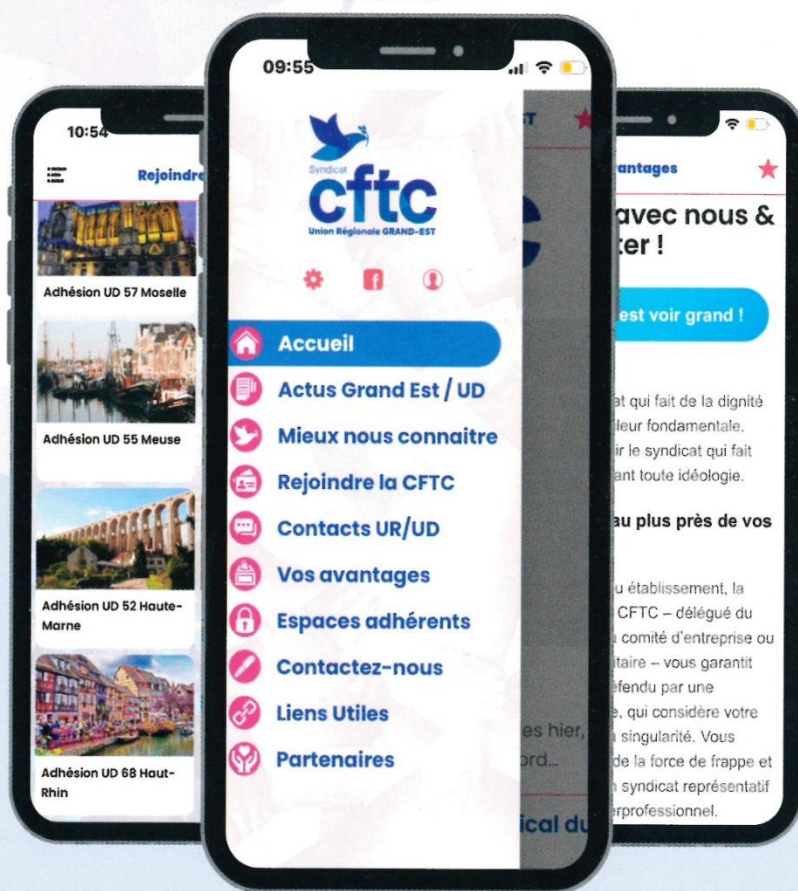 10:54
Rejoindre
Adhésion UD 57 Moselle
Adhésion UD 55 Meuse
Adhésion UD 52 Haute-
Marne
Adhésion UD 68 Haut-
Rhin
09:55
Syndicat
cftc
Union Régionale GRAND-EST
Accueil
Actus Grand Est / UD
Mieux nous connaitre
Rejoindre la CFTC
Contacts UR/UD
Vos avantages
Espaces adhérents
Contactez-nous
Liens Utiles
Partenaires
ST
es hier,
ord...
ical du
antages
avec nous &
ter !
est voir grand !
at qui fait de la dignité
leur fondamentale.
ir le syndicat qui fait
ant toute idéologie.
au plus près de vos
u établissement, la
CFTC – délégué du
comité d'entreprise ou
itaire – vous garantit
éfendu par une
e, qui considère votre
singularité. Vous
de la force de frappe et
n syndicat représentatif
erprofessionnel.